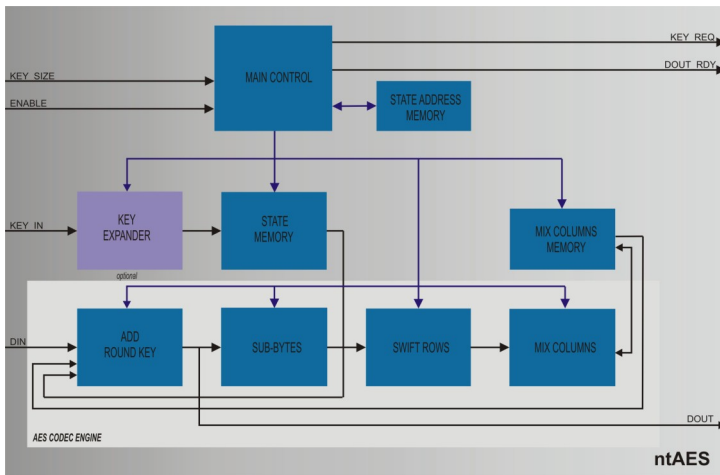 KEY_REQ
DOUT_RDY
KEY_SIZE
ENABLE
MAIN CONTROL
STATE ADDRESS
MEMORY
KEY_IN
KEY
EXPANDER
STATE
MEMORY
MIX COLUMNS
MEMORY
optional
DIN
ADD
ROUND KEY
SUB-BYTES
SWIFT ROWS
MIX COLUMNS
DOUT
AES CODEC ENGINE
ntAES